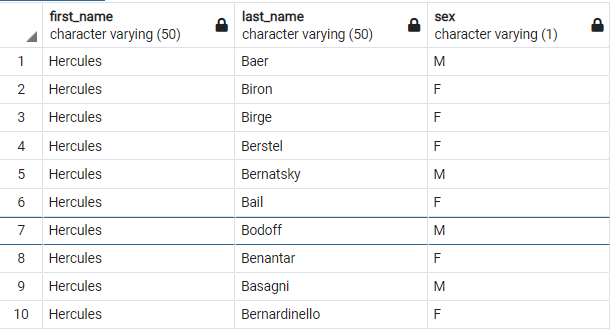 first_name last_name sex
character varying (50) character varying (50) character varying (1)
1 Hercules Baer M
2 Hercules Biron F
3 Hercules Birge F
4 Hercules Berstel F
5 Hercules Bernatsky M
6 Hercules Bail F
7 Hercules Bodoff M
8 Hercules Benantar F
9 Hercules Basagni M
10 Hercules Bernardinello F